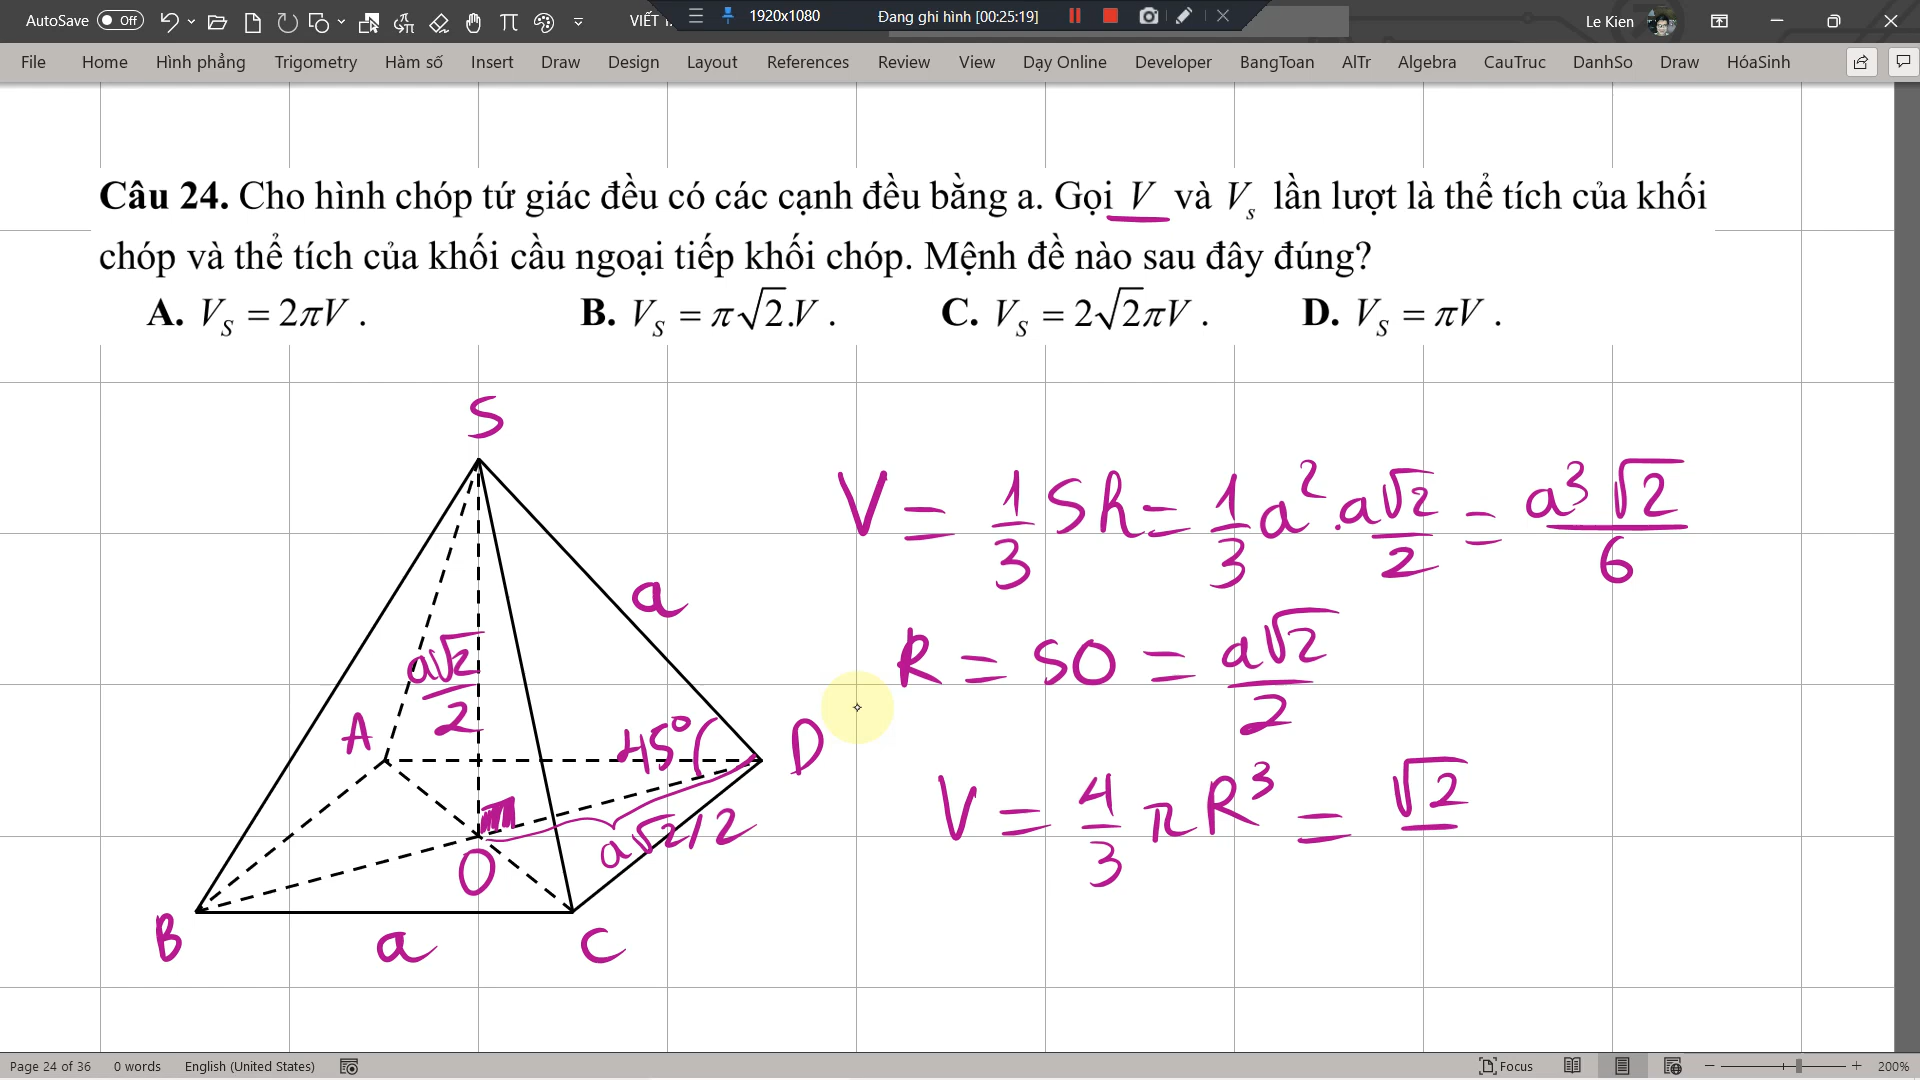 AutoSave Off VIẾT 1920x1080 Đang ghi hình [00:25:19] Le Kien
File Home Hình phẳng Trigometry Hàm số Insert Draw Design Layout References Review View Dạy Online Developer BangToan AlTr Algebra CauTruc DanhSo Draw HóaSinh
Câu 24. Cho hình chóp tứ giác đều có các cạnh đều bằng a. Gọi V và V_s lần lượt là thể tích của khối
chóp và thể tích của khối cầu ngoại tiếp khối chóp. Mệnh đề nào sau đây đúng?
A. V_S = 2πV . B. V_S = π√2.V . C. V_S = 2√2πV . D. V_S = πV .
S
V = 1/3 Sh = 1/3 a² . a√2/2 = a³√2/6
a
R = SO = a√2/2
a√2/2
A 45° D
V = 4/3 πR³ = √2
a√2/2
O
B a C
Page 24 of 36 0 words English (United States) Focus 200%